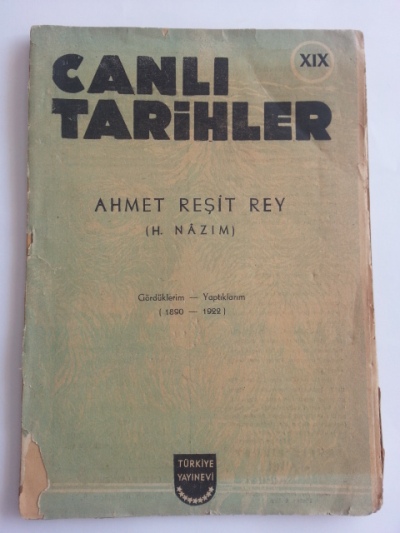 XIX
CANLI
TARİHLER
AHMET REŞİT REY
(H. NÂZIM)
Gördüklerim — Yaptıklarım
( 1890 — 1922 )
TÜRKİYE
YAYINEVİ